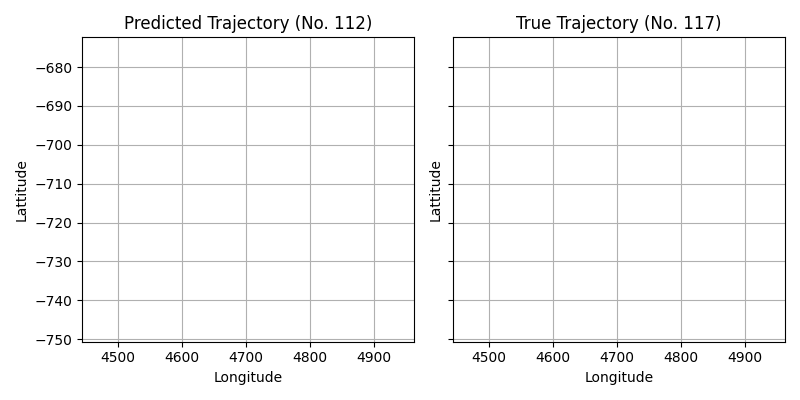 Predicted Trajectory (No. 112)
True Trajectory (No. 117)
Lattitude
−680
−690
−700
−710
−720
−730
−740
−750
4500 4600 4700 4800 4900
Longitude
Lattitude
4500 4600 4700 4800 4900
Longitude